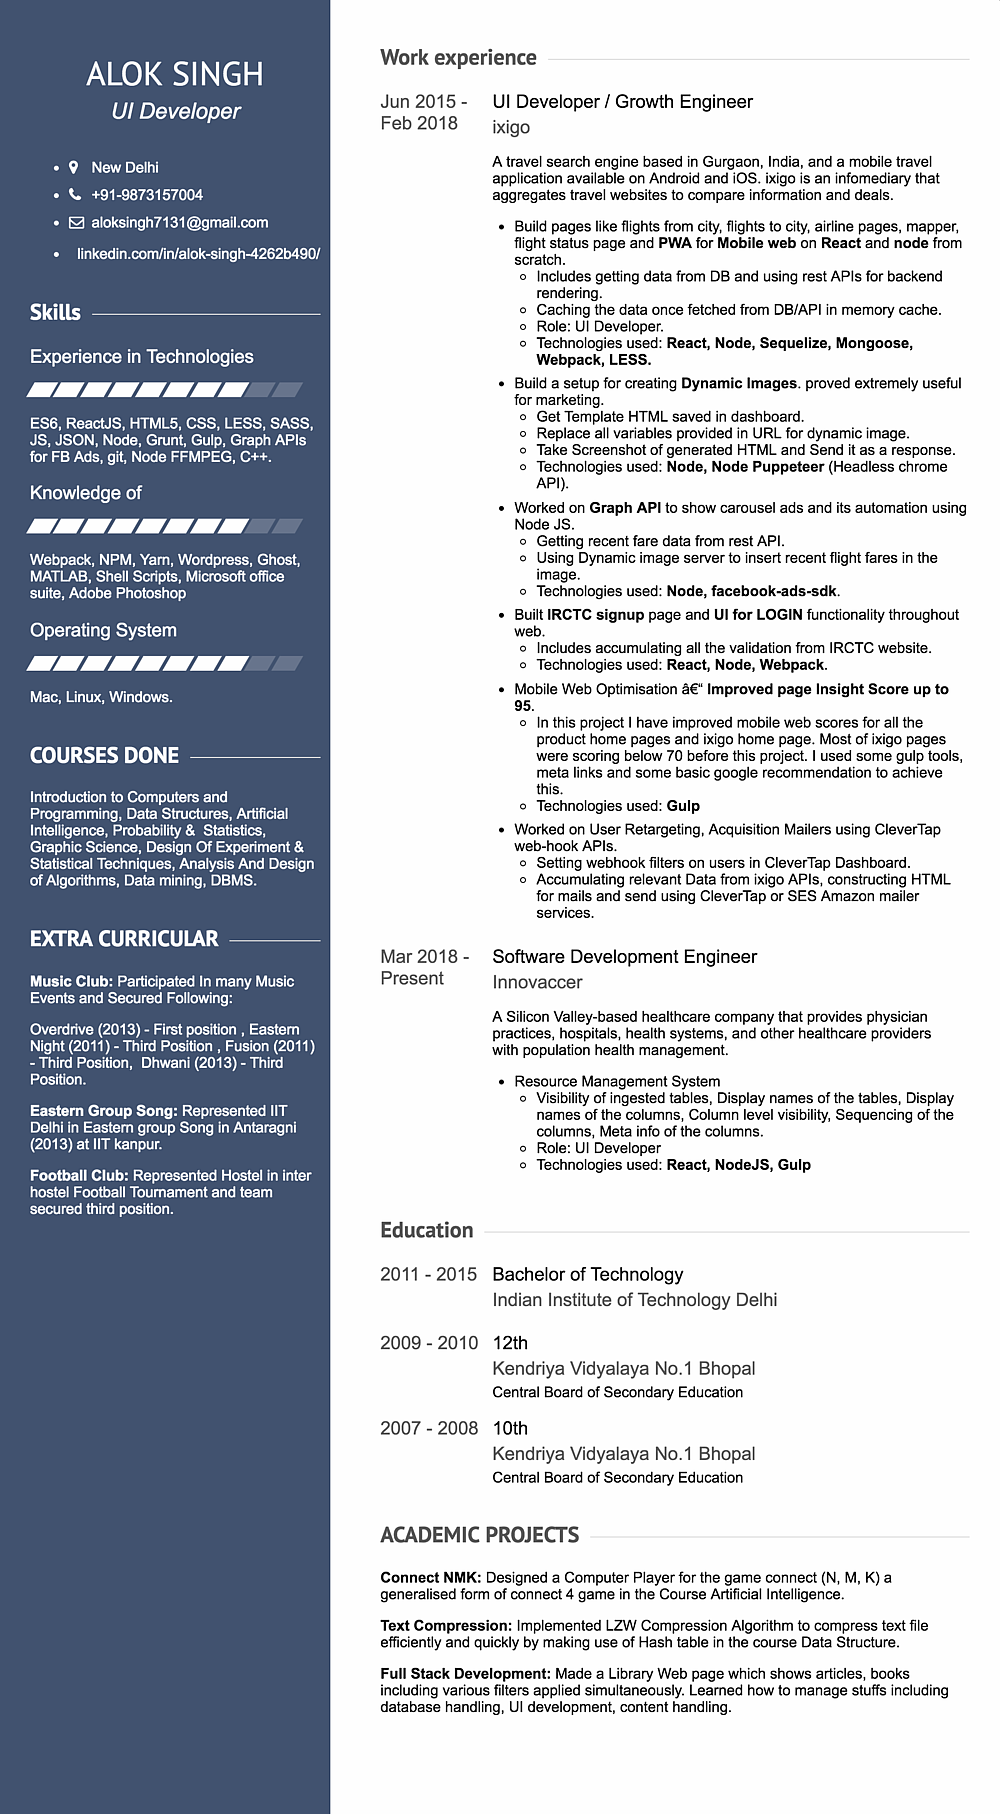 ALOK SINGH
UI Developer
New Delhi
+91-9873157004
aloksingh7131@gmail.com
linkedin.com/in/alok-singh-4262b490/
Skills
Experience in Technologies
ES6, ReactJS, HTML5, CSS, LESS, SASS,
JS, JSON, Node, Grunt, Gulp, Graph APIs
for FB Ads, git, Node FFMPEG, C++.
Knowledge of
Webpack, NPM, Yarn, Wordpress, Ghost,
MATLAB, Shell Scripts, Microsoft office
suite, Adobe Photoshop
Operating System
Mac, Linux, Windows.
COURSES DONE
Introduction to Computers and
Programming, Data Structures, Artificial
Intelligence, Probability &  Statistics,
Graphic Science, Design Of Experiment &
Statistical Techniques, Analysis And Design
of Algorithms, Data mining, DBMS.
EXTRA CURRICULAR
Music Club: Participated In many Music
Events and Secured Following:
Overdrive (2013) - First position , Eastern
Night (2011) - Third Position , Fusion (2011)
- Third Position,  Dhwani (2013) - Third
Position.
Eastern Group Song: Represented IIT
Delhi in Eastern group Song in Antaragni
(2013) at IIT kanpur.
Football Club: Represented Hostel in inter
hostel Football Tournament and team
secured third position.
Work experience
Jun 2015 -
Feb 2018
UI Developer / Growth Engineer
ixigo
A travel search engine based in Gurgaon, India, and a mobile travel
application available on Android and iOS. ixigo is an infomediary that
aggregates travel websites to compare information and deals.
• Build pages like flights from city, flights to city, airline pages, mapper,
flight status page and PWA for Mobile web on React and node from
scratch.
◦ Includes getting data from DB and using rest APIs for backend
rendering.
◦ Caching the data once fetched from DB/API in memory cache.
◦ Role: UI Developer.
◦ Technologies used: React, Node, Sequelize, Mongoose,
Webpack, LESS.
• Build a setup for creating Dynamic Images. proved extremely useful
for marketing.
◦ Get Template HTML saved in dashboard.
◦ Replace all variables provided in URL for dynamic image.
◦ Take Screenshot of generated HTML and Send it as a response.
◦ Technologies used: Node, Node Puppeteer (Headless chrome
API).
• Worked on Graph API to show carousel ads and its automation using
Node JS.
◦ Getting recent fare data from rest API.
◦ Using Dynamic image server to insert recent flight fares in the
image.
◦ Technologies used: Node, facebook-ads-sdk.
• Built IRCTC signup page and UI for LOGIN functionality throughout
web.
◦ Includes accumulating all the validation from IRCTC website.
◦ Technologies used: React, Node, Webpack.
• Mobile Web Optimisation â€“ Improved page Insight Score up to
95.
◦ In this project I have improved mobile web scores for all the
product home pages and ixigo home page. Most of ixigo pages
were scoring below 70 before this project. I used some gulp tools,
meta links and some basic google recommendation to achieve
this.
◦ Technologies used: Gulp
• Worked on User Retargeting, Acquisition Mailers using CleverTap
web-hook APIs.
◦ Setting webhook filters on users in CleverTap Dashboard.
◦ Accumulating relevant Data from ixigo APIs, constructing HTML
for mails and send using CleverTap or SES Amazon mailer
services.
Mar 2018 -
Present
Software Development Engineer
Innovaccer
A Silicon Valley-based healthcare company that provides physician
practices, hospitals, health systems, and other healthcare providers
with population health management.
• Resource Management System
◦ Visibility of ingested tables, Display names of the tables, Display
names of the columns, Column level visibility, Sequencing of the
columns, Meta info of the columns.
◦ Role: UI Developer
◦ Technologies used: React, NodeJS, Gulp
Education
2011 - 2015 Bachelor of Technology
Indian Institute of Technology Delhi
2009 - 2010 12th
Kendriya Vidyalaya No.1 Bhopal
Central Board of Secondary Education
2007 - 2008 10th
Kendriya Vidyalaya No.1 Bhopal
Central Board of Secondary Education
ACADEMIC PROJECTS
Connect NMK: Designed a Computer Player for the game connect (N, M, K) a
generalised form of connect 4 game in the Course Artificial Intelligence.
Text Compression: Implemented LZW Compression Algorithm to compress text file
efficiently and quickly by making use of Hash table in the course Data Structure.
Full Stack Development: Made a Library Web page which shows articles, books
including various filters applied simultaneously. Learned how to manage stuffs including
database handling, UI development, content handling.